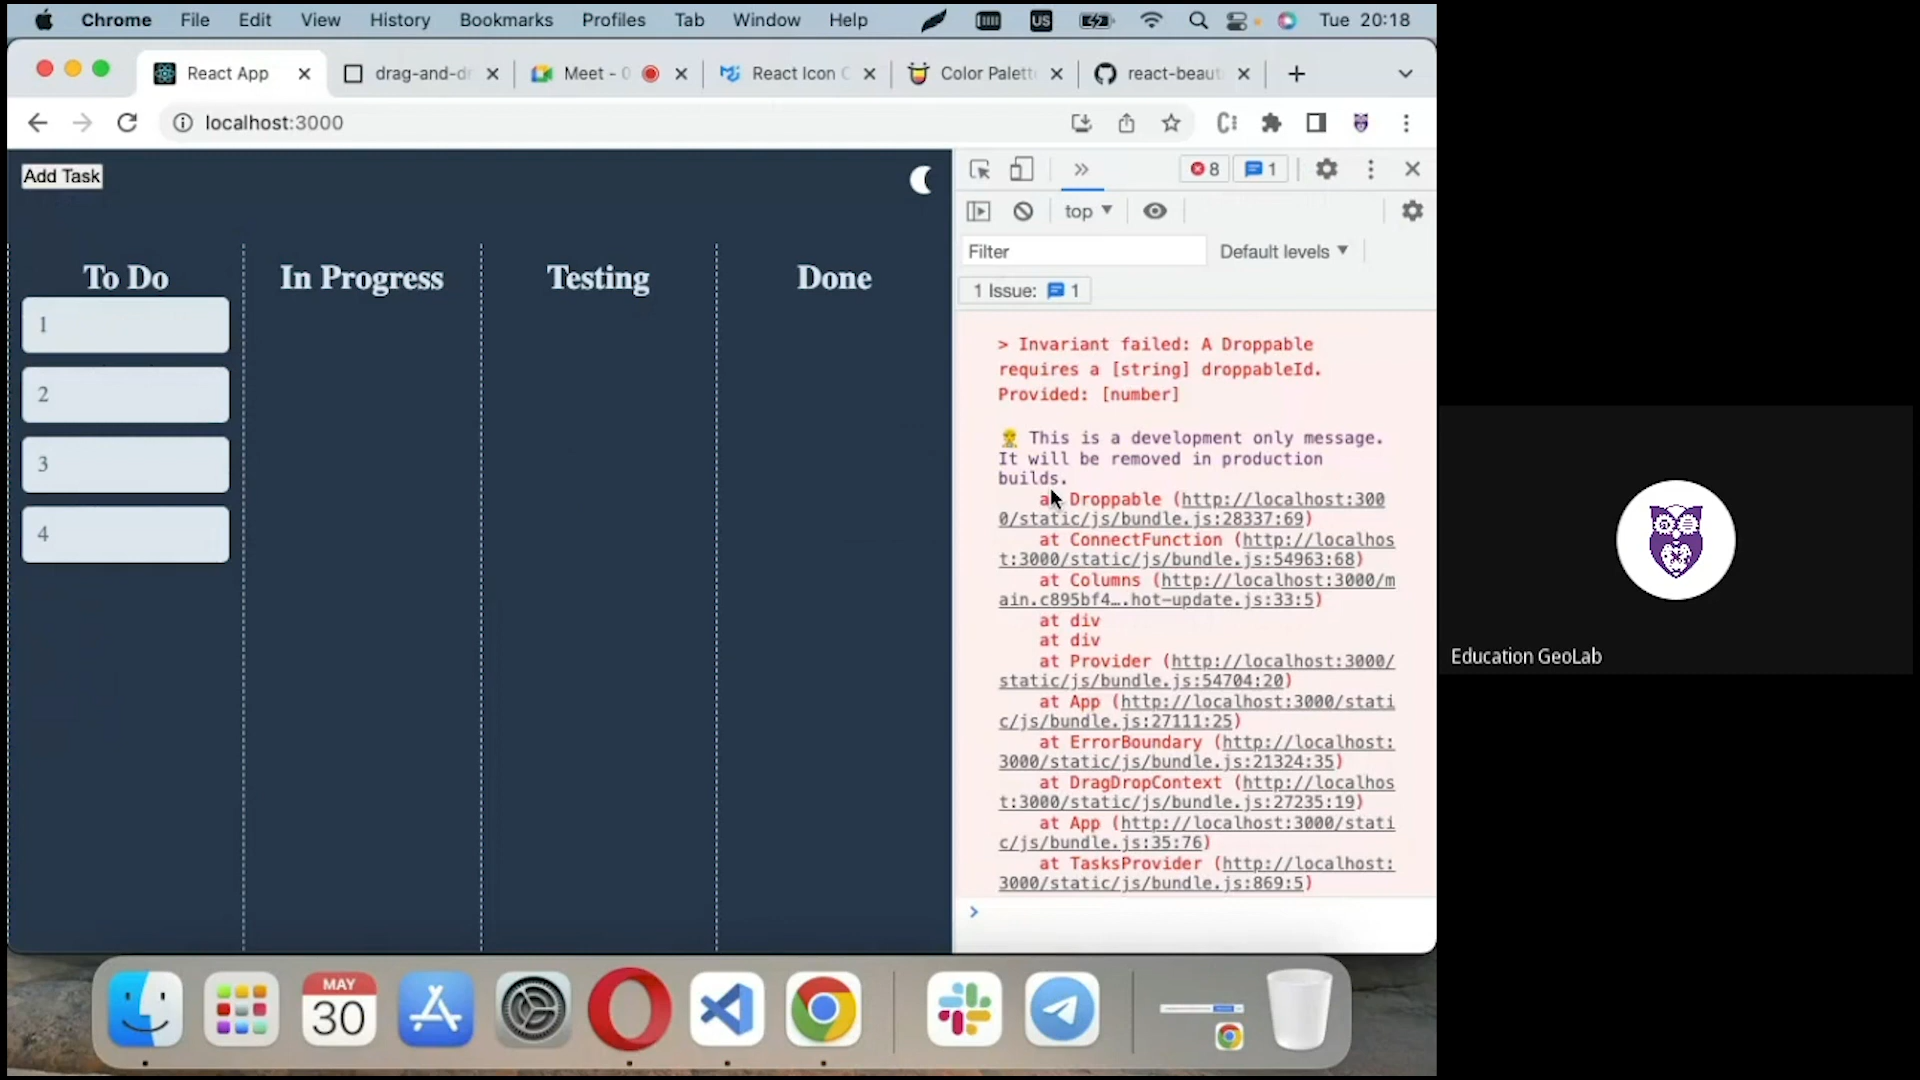 Chrome File Edit View History Bookmarks Profiles Tab Window Help US Tue 20:18
React App drag-and-d Meet - React Icon C Color Palett react-beau
localhost:3000
Add Task
8 1
top
Filter Default levels
1 Issue: 1
To Do In Progress Testing Done
1
2
3
4
> Invariant failed: A Droppable
requires a [string] droppableId.
Provided: [number]
This is a development only message.
It will be removed in production
builds.
at Droppable (http://localhost:300
0/static/js/bundle.js:28337:69)
at ConnectFunction (http://localhos
t:3000/static/js/bundle.js:54963:68)
at Columns (http://localhost:3000/m
ain.c895bf4….hot-update.js:33:5)
at div
at div
at Provider (http://localhost:3000/
static/js/bundle.js:54704:20)
at App (http://localhost:3000/stati
c/js/bundle.js:27111:25)
at ErrorBoundary (http://localhost:
3000/static/js/bundle.js:21324:35)
at DragDropContext (http://localhos
t:3000/static/js/bundle.js:27235:19)
at App (http://localhost:3000/stati
c/js/bundle.js:35:76)
at TasksProvider (http://localhost:
3000/static/js/bundle.js:869:5)
>
Education GeoLab
MAY
30